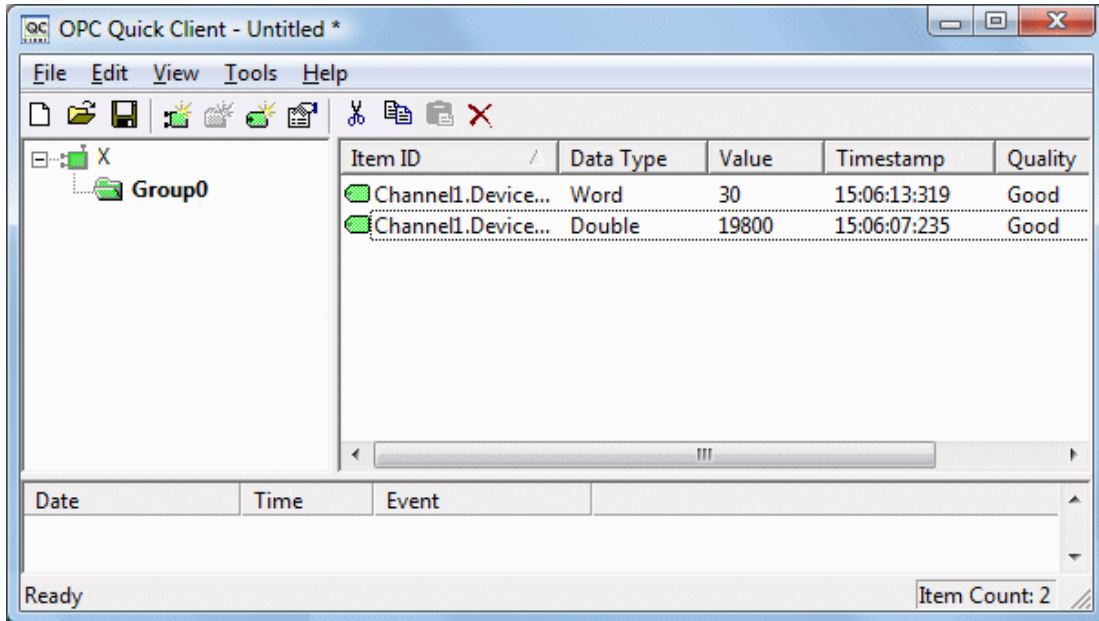 OPC Quick Client - Untitled *
File Edit View Tools Help
X
Group0
Item ID Data Type Value Timestamp Quality
Channel1.Device... Word 30 15:06:13:319 Good
Channel1.Device... Double 19800 15:06:07:235 Good
Date Time Event
Ready Item Count: 2